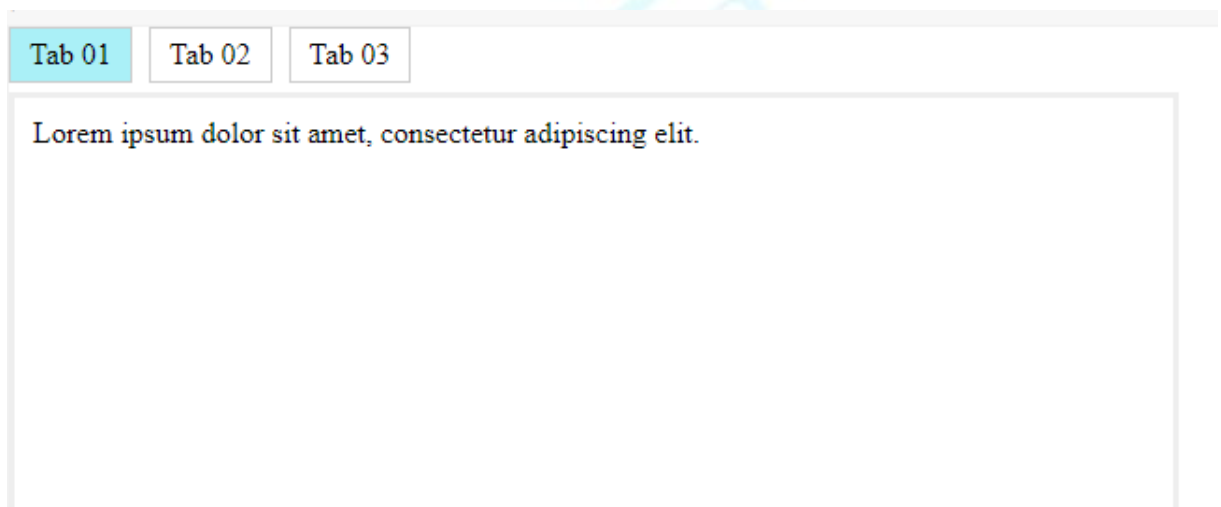 Tab 01 Tab 02 Tab 03
Lorem ipsum dolor sit amet, consectetur adipiscing elit.